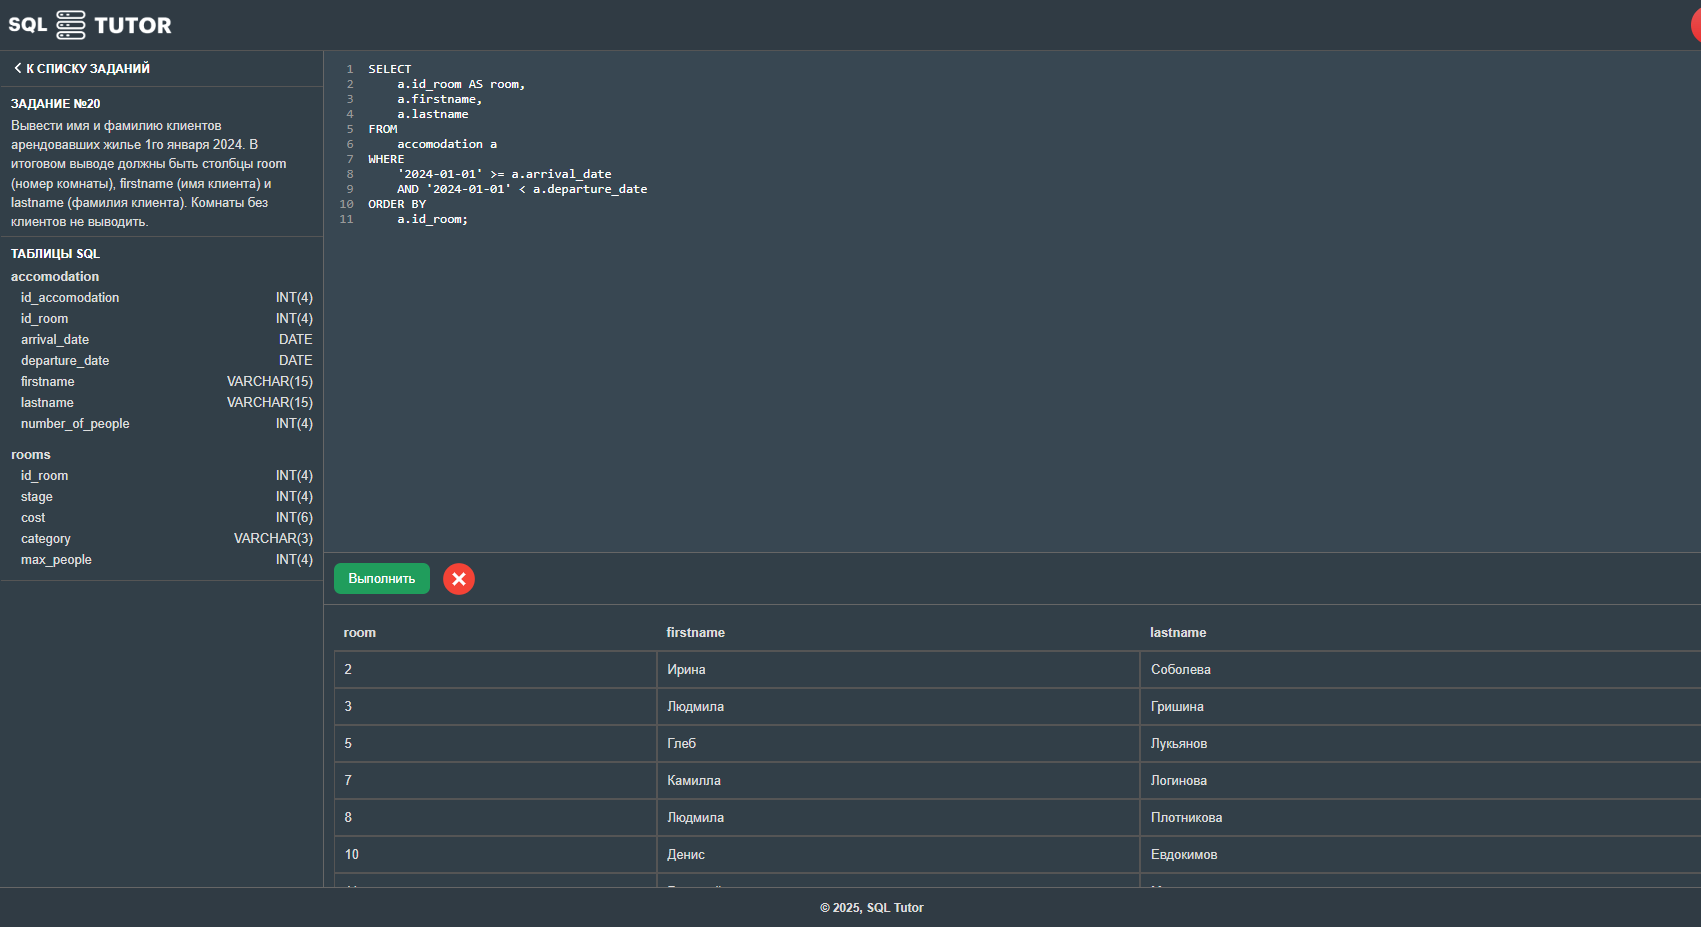 SQL TUTOR
К СПИСКУ ЗАДАНИЙ
ЗАДАНИЕ №20
Вывести имя и фамилию клиентов
арендовавших жилье 1го января 2024. В
итоговом выводе должны быть столбцы room
(номер комнаты), firstname (имя клиента) и
lastname (фамилия клиента). Комнаты без
клиентов не выводить.
ТАБЛИЦЫ SQL
accomodation
id_accomodation INT(4)
id_room INT(4)
arrival_date DATE
departure_date DATE
firstname VARCHAR(15)
lastname VARCHAR(15)
number_of_people INT(4)
rooms
id_room INT(4)
stage INT(4)
cost INT(6)
category VARCHAR(3)
max_people INT(4)
1 SELECT
2 a.id_room AS room,
3 a.firstname,
4 a.lastname
5 FROM
6 accomodation a
7 WHERE
8 '2024-01-01' >= a.arrival_date
9 AND '2024-01-01' < a.departure_date
10 ORDER BY
11 a.id_room;
Выполнить
room firstname lastname
2 Ирина Соболева
3 Людмила Гришина
5 Глеб Лукьянов
7 Камилла Логинова
8 Людмила Плотникова
10 Денис Евдокимов
© 2025, SQL Tutor